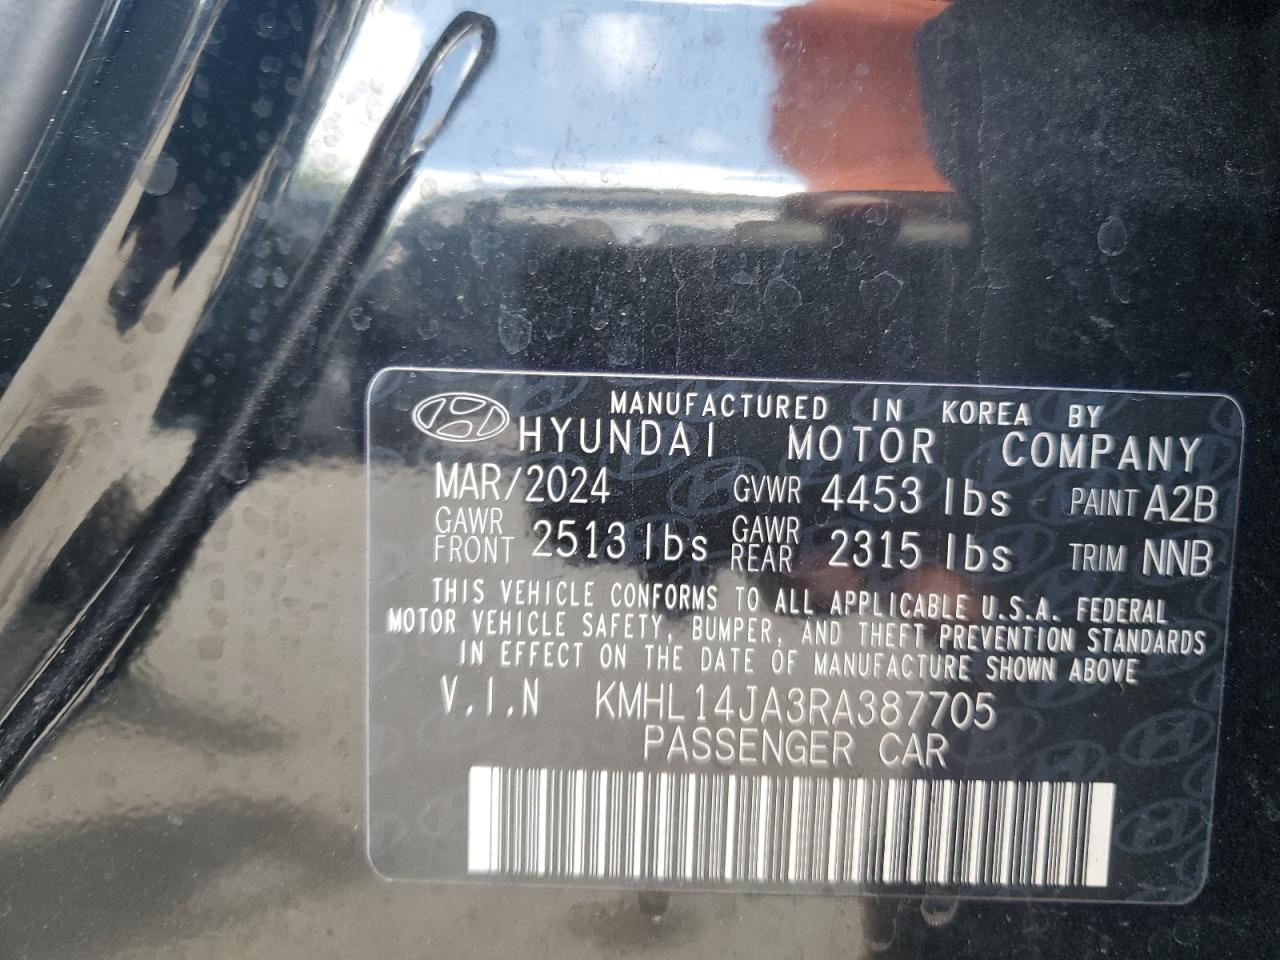 MANUFACTURED IN KOREA BY
HYUNDAI MOTOR COMPANY
MAR/2024 GVWR 4453 lbs PAINT A2B
GAWR FRONT 2513 lbs GAWR REAR 2315 lbs TRIM NNB
THIS VEHICLE CONFORMS TO ALL APPLICABLE U.S.A. FEDERAL
MOTOR VEHICLE SAFETY, BUMPER, AND THEFT PREVENTION STANDARDS
IN EFFECT ON THE DATE OF MANUFACTURE SHOWN ABOVE
V.I.N KMHL14JA3RA387705
PASSENGER CAR